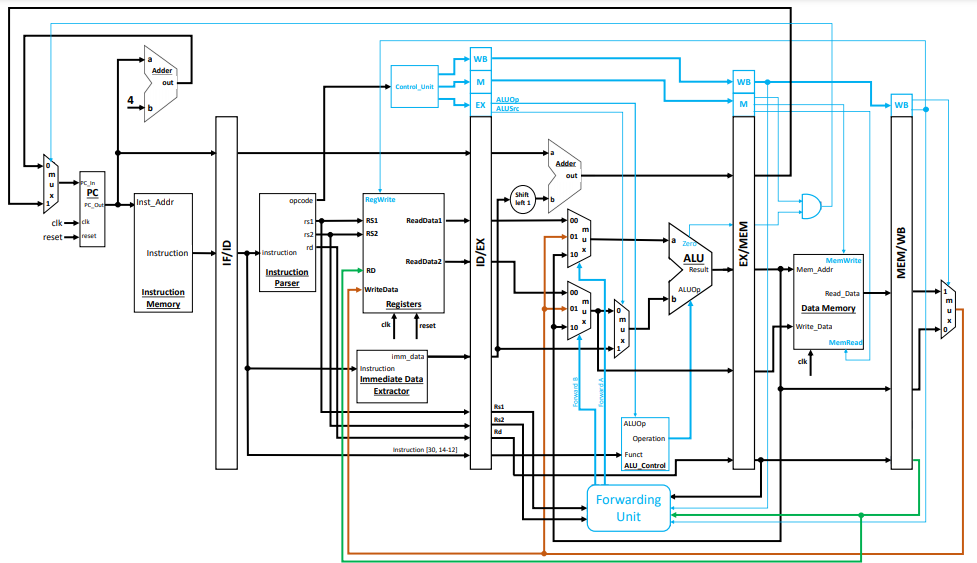 Adder
a
out
4
b
0
m
u
x
1
PC_In
PC
PC_Out
clk
clk
reset
reset
Inst_Addr
Instruction
Instruction
Memory
IF/ID
opcode
rs1
rs2
rd
instruction
Instruction
Parser
Control_Unit
RegWrite
RS1
ReadData1
RS2
ReadData2
RD
WriteData
Registers
clk
reset
imm_data
Instruction
Immediate Data
Extractor
Instruction [30, 14-12]
WB
M
EX
ID/EX
ALUOp
ALUSrc
Rs1
Rs2
Rd
a
Adder
out
b
Shift
left 1
00
m
01
u
x
10
00
m
01
u
x
10
0
m
u
x
1
Forward B
Forward A
a
Zero
ALU
Result
ALUOp
b
ALUOp
Operation
Funct
ALU_Control
Forwarding
Unit
WB
M
EX/MEM
MemWrite
Mem_Addr
Read_Data
Data Memory
Write_Data
MemRead
clk
WB
MEM/WB
1
m
u
x
0